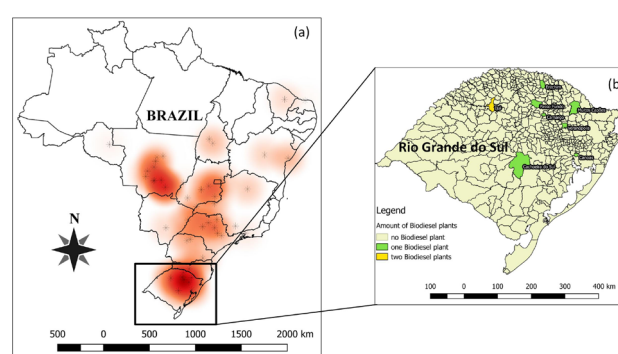 (a)
BRAZIL
N
500 0 500 1000 1500 2000 km
(b)
Rio Grande do Sul
Legend
Amount of Biodiesel plants
no Biodiesel plant
one Biodiesel plant
two Biodiesel plants
100 0 100 200 300 400 km